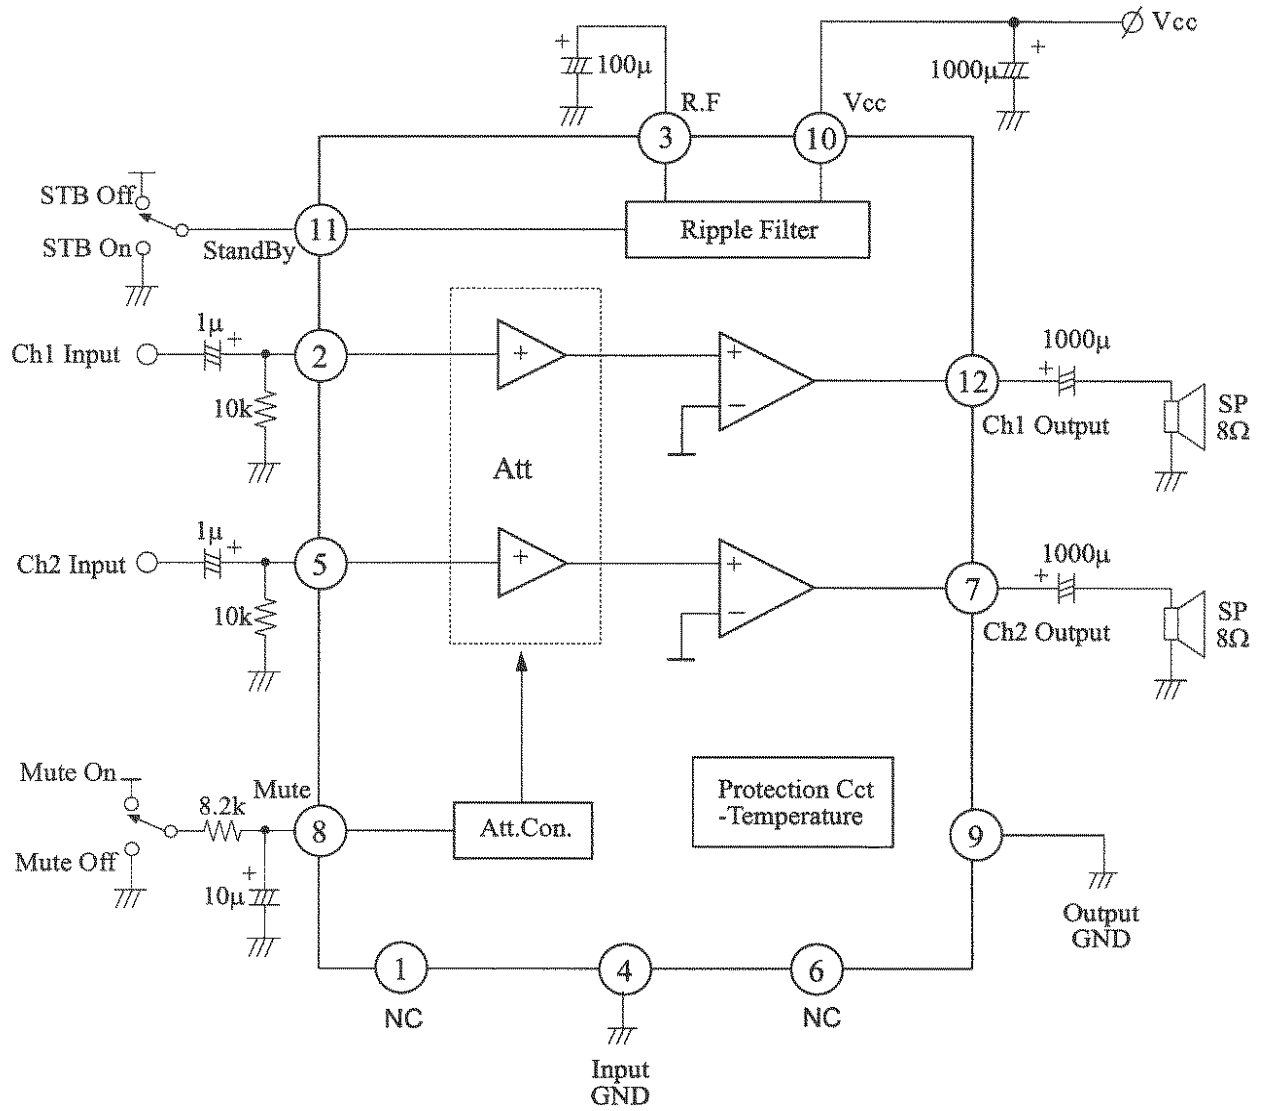 Vcc
+
100μ
+
1000μ
R.F
Vcc
3
10
STB Off
STB On
StandBy
11
Ripple Filter
1μ
+
Ch1 Input
2
10k
+
+
−
12
1000μ
+
Ch1 Output
SP
8Ω
Att
1μ
+
Ch2 Input
5
10k
+
+
−
7
1000μ
+
Ch2 Output
SP
8Ω
Mute On
Mute Off
8.2k
Mute
8
+
10μ
Att.Con.
Protection Cct
-Temperature
9
Output
GND
1
NC
4
Input
GND
6
NC